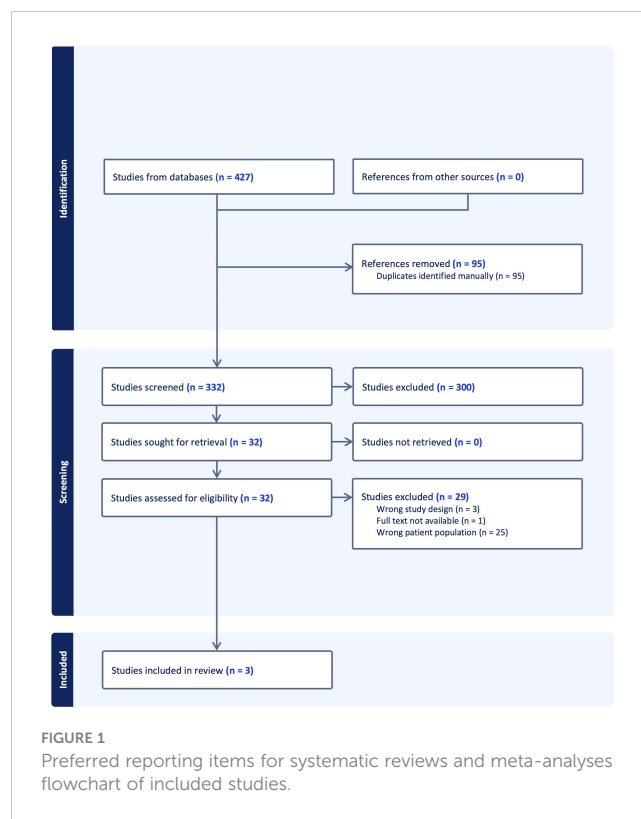 Identification
Studies from databases (n = 427)
References from other sources (n = 0)
References removed (n = 95)
Duplicates identified manually (n = 95)
Screening
Studies screened (n = 332)
Studies excluded (n = 300)
Studies sought for retrieval (n = 32)
Studies not retrieved (n = 0)
Studies assessed for eligibility (n = 32)
Studies excluded (n = 29)
Wrong study design (n = 3)
Full text not available (n = 1)
Wrong patient population (n = 25)
Included
Studies included in review (n = 3)
FIGURE 1
Preferred reporting items for systematic reviews and meta-analyses
flowchart of included studies.